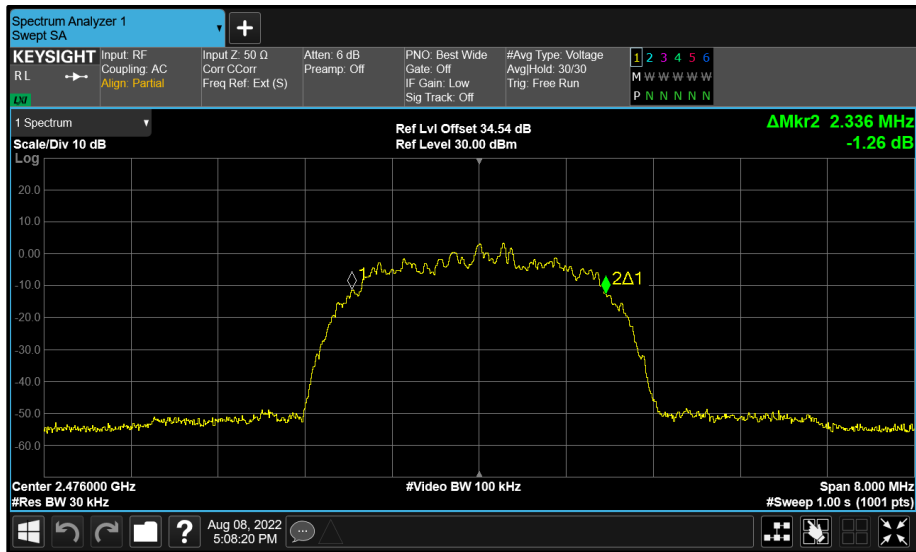 Spectrum Analyzer 1
Swept SA
KEYSIGHT
RL
LXI
Input: RF
Coupling: AC
Align: Partial
Input Z: 50 Ω
Corr CCorr
Freq Ref: Ext (S)
Atten: 6 dB
Preamp: Off
PNO: Best Wide
Gate: Off
IF Gain: Low
Sig Track: Off
#Avg Type: Voltage
Avg|Hold: 30/30
Trig: Free Run
1 2 3 4 5 6
M W W W W W
P N N N N N
1 Spectrum
Scale/Div 10 dB
Log
Ref Lvl Offset 34.54 dB
Ref Level 30.00 dBm
ΔMkr2 2.336 MHz
-1.26 dB
20.0
10.0
0.00
-10.0
-20.0
-30.0
-40.0
-50.0
-60.0
1
2Δ1
Center 2.476000 GHz
#Res BW 30 kHz
#Video BW 100 kHz
Span 8.000 MHz
#Sweep 1.00 s (1001 pts)
?
Aug 08, 2022
5:08:20 PM